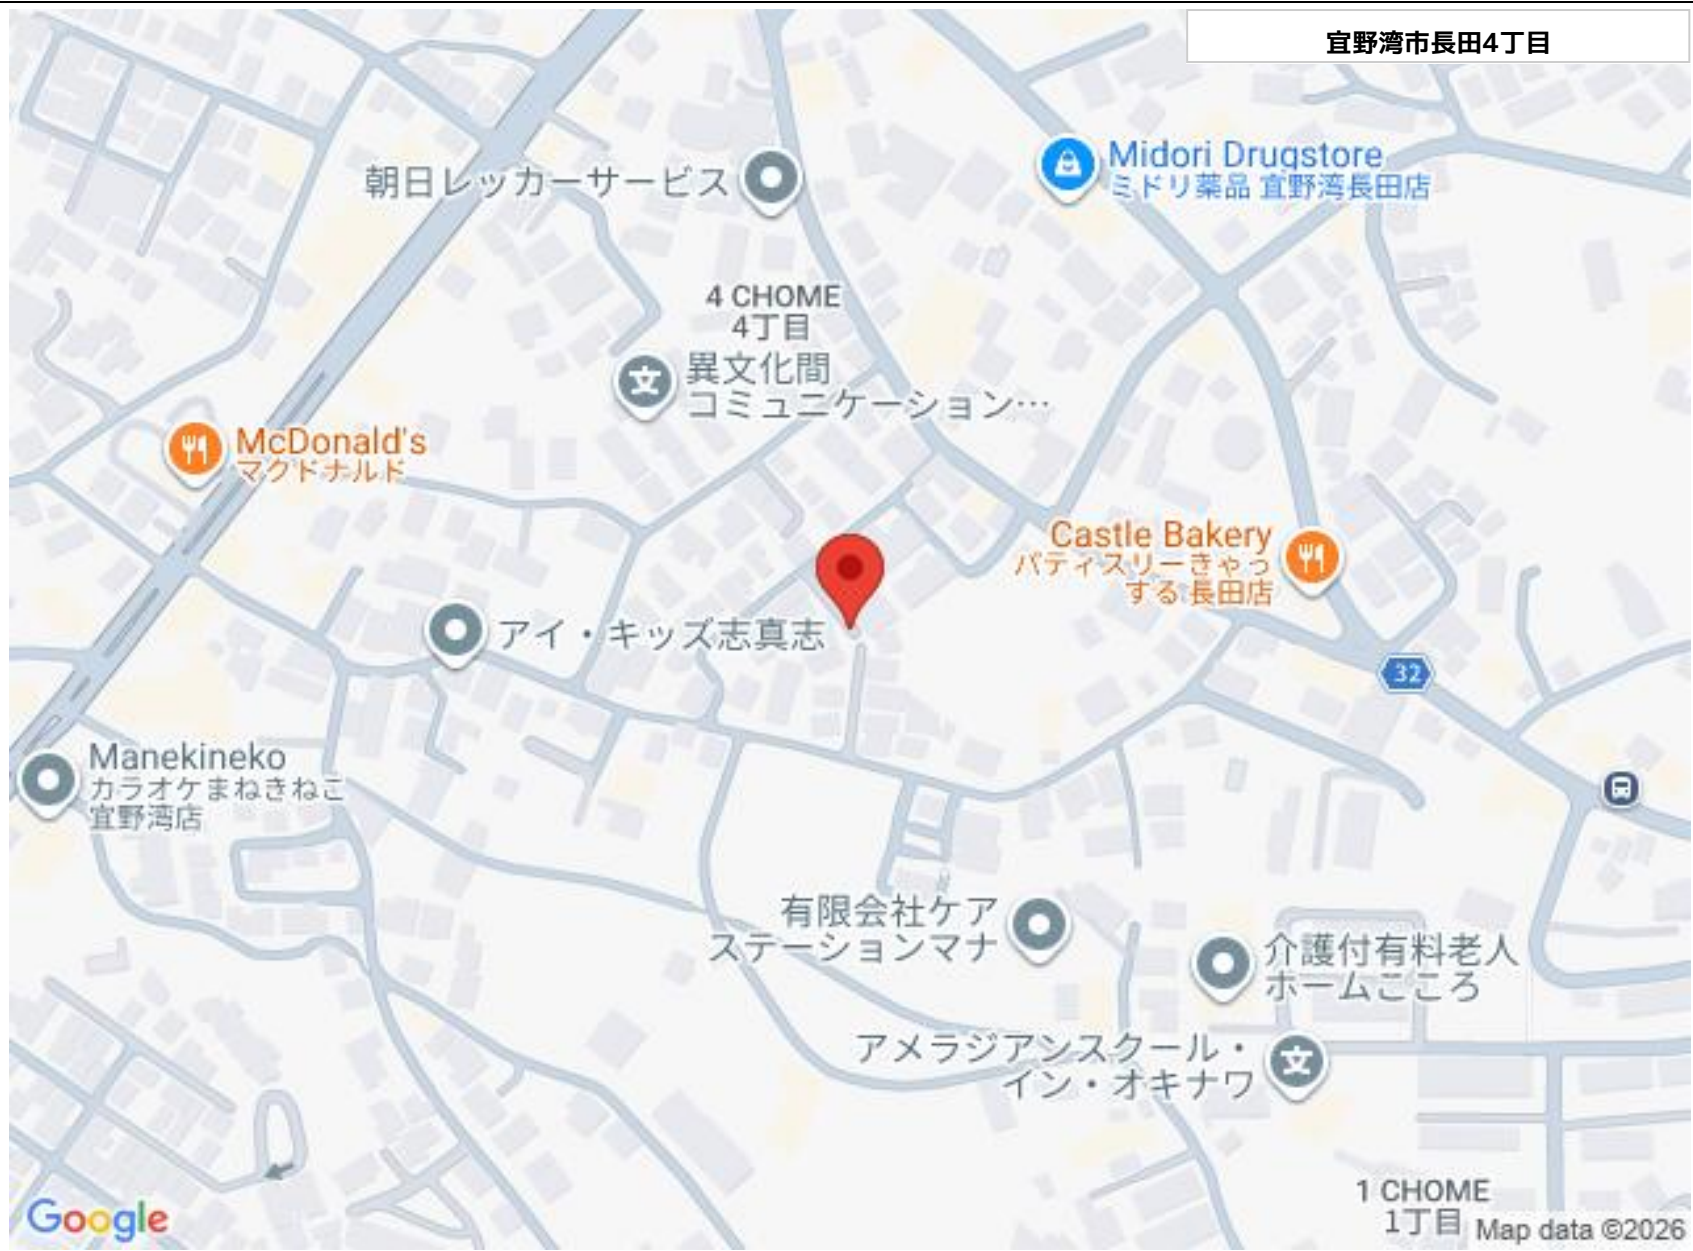 宜野湾市長田4丁目
Midori Drugstore
ミドリ薬品 宜野湾長田店
朝日レッカーサービス
4 CHOME
4丁目
異文化間
コミュニケーション…
McDonald's
マクドナルド
Castle Bakery
パティスリーきゃっ
する 長田店
アイ・キッズ志真志
32
Manekineko
カラオケまねきねこ
宜野湾店
有限会社ケア
ステーションマナ
介護付有料老人
ホームこころ
アメラジアンスクール・
イン・オキナワ
1 CHOME
1丁目
Google
Map data ©2026